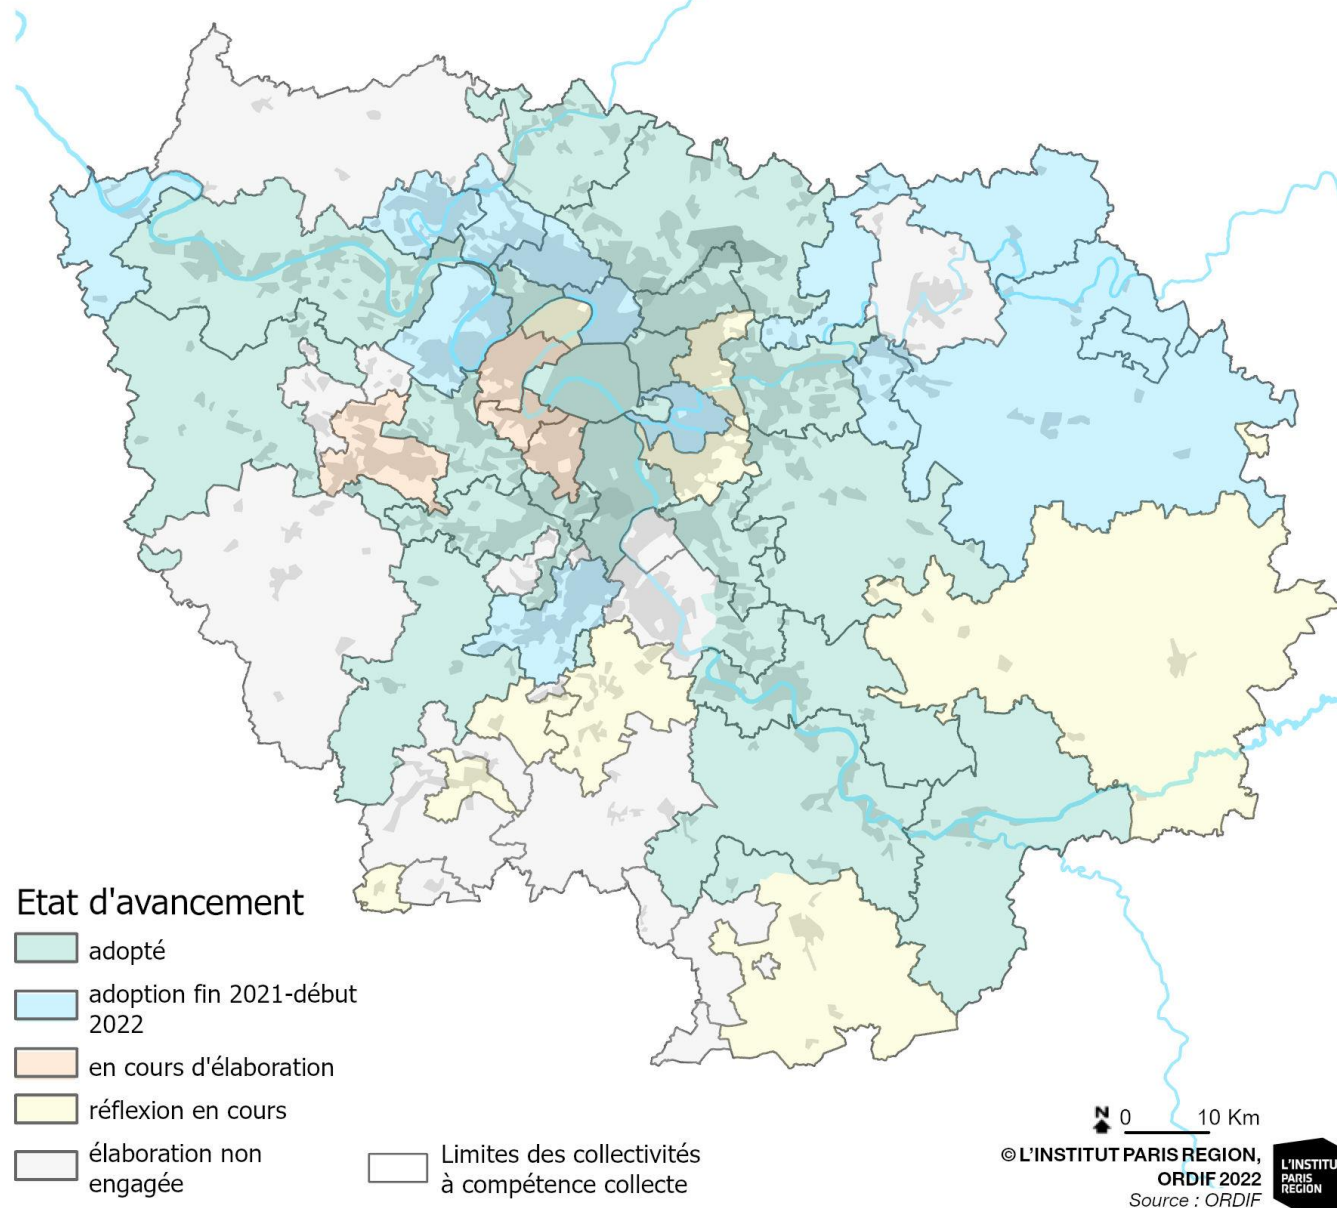 Etat d'avancement
adopté
adoption fin 2021-début
2022
en cours d'élaboration
réflexion en cours
élaboration non
engagée
Limites des collectivités
à compétence collecte
N 0 10 Km
© L'INSTITUT PARIS REGION,
ORDIF 2022
Source : ORDIF
L'INSTITU
PARIS
REGION